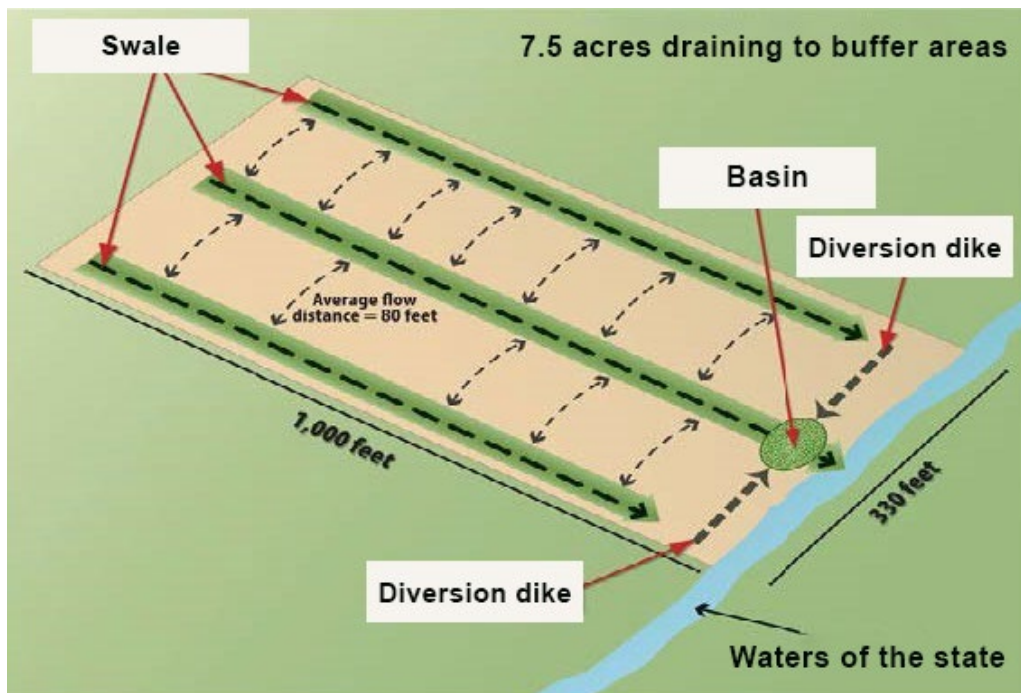 Swale
7.5 acres draining to buffer areas
Basin
Diversion dike
Average flow
distance = 80 feet
1,000 feet
330 feet
Diversion dike
Waters of the state